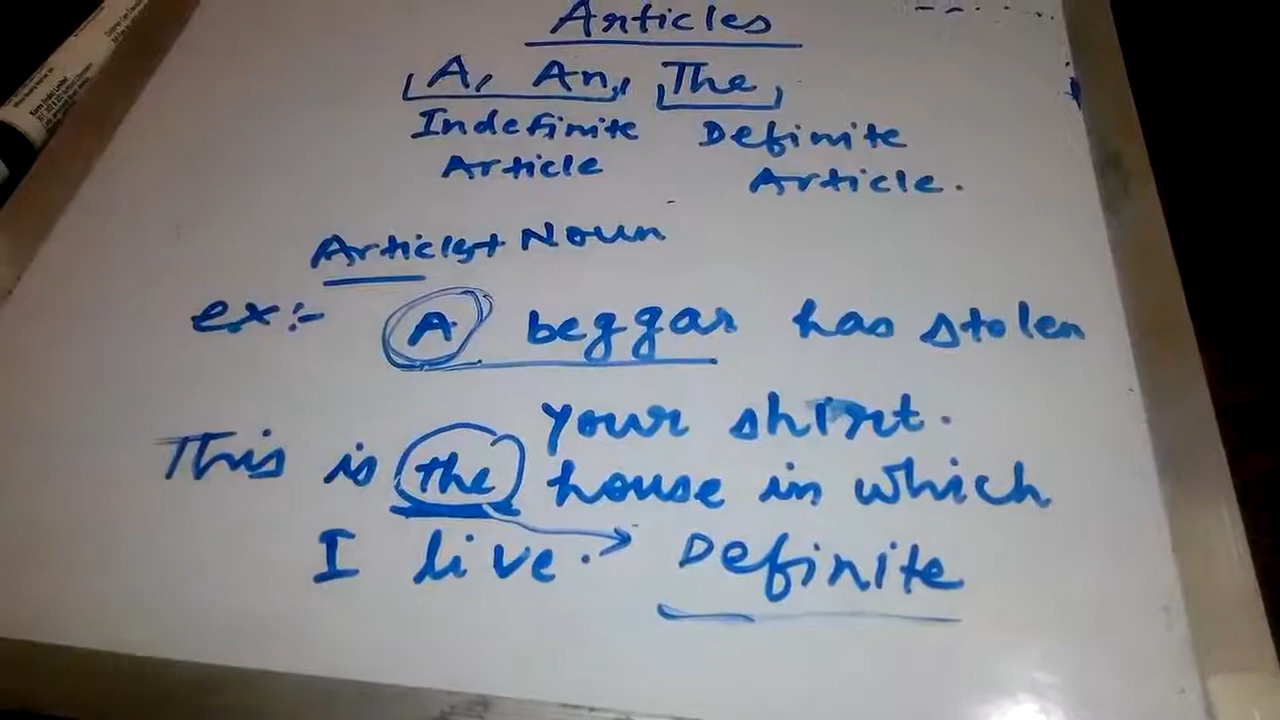 Articles
A, An, The,
Indefinite Definite
Article Article.
Article+ Noun
ex:- A beggar has stolen
your shirt.
This is the house in which
I live. → Definite